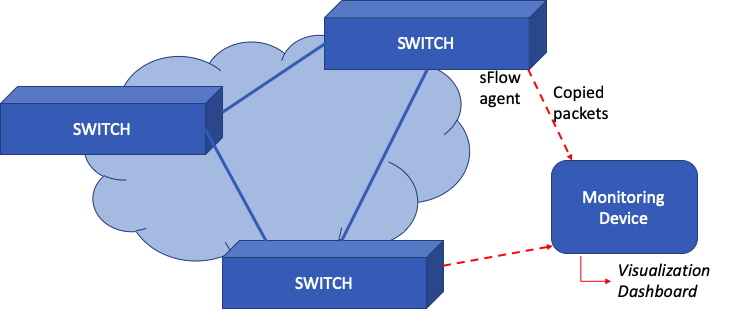 SWITCH
sFlow
agent
Copied
packets
SWITCH
Monitoring
Device
SWITCH
Visualization
Dashboard